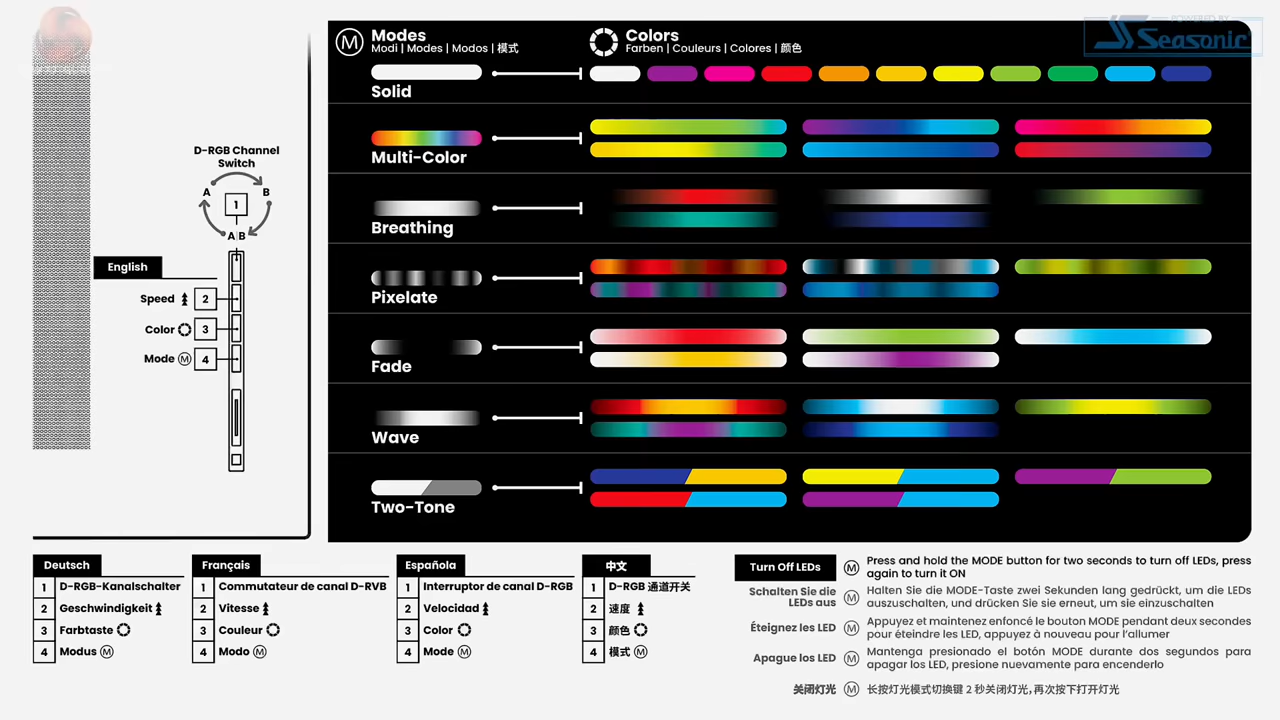 POWERED BY
Seasonic
Modes
Modi | Modes | Modos | 模式
Colors
Farben | Couleurs | Colores | 颜色
Solid
Multi-Color
Breathing
Pixelate
Fade
Wave
Two-Tone
D-RGB Channel
Switch
A
B
1
A|B
English
Speed 2
Color 3
Mode M 4
Deutsch
1 D-RGB-Kanalschalter
2 Geschwindigkeit
3 Farbtaste
4 Modus M
Français
1 Commutateur de canal D-RVB
2 Vitesse
3 Couleur
4 Modo M
Española
1 Interruptor de canal D-RGB
2 Velocidad
3 Color
4 Mode M
中文
1 D-RGB 通道开关
2 速度
3 颜色
4 模式 M
Turn Off LEDs
M Press and hold the MODE button for two seconds to turn off LEDs, press
again to turn it ON
Schalten Sie die
LEDs aus
M Halten Sie die MODE-Taste zwei Sekunden lang gedrückt, um die LEDs
auszuschalten, und drücken Sie sie erneut, um sie einzuschalten
Éteignez les LED
M Appuyez et maintenez enfoncé le bouton MODE pendant deux secondes
pour éteindre les LED, appuyez à nouveau pour l'allumer
Apague los LED
M Mantenga presionado el botón MODE durante dos segundos para
apagar los LED, presione nuevamente para encenderlo
关闭灯光
M 长按灯光模式切换键 2 秒关闭灯光,再次按下打开灯光